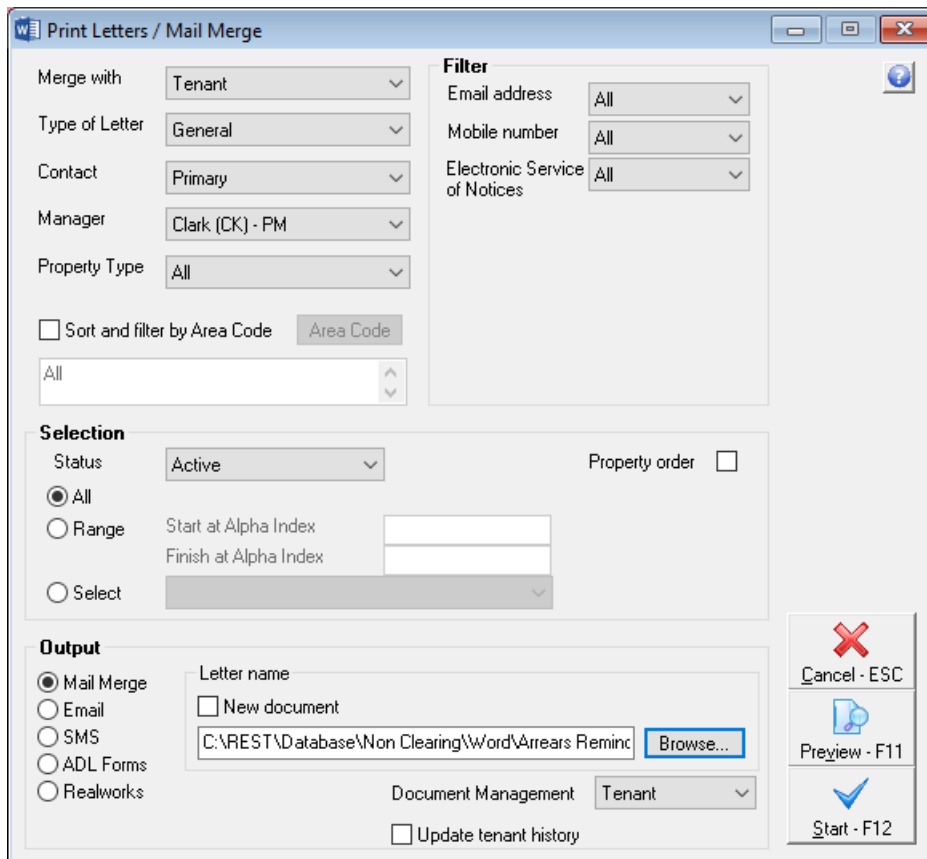 Print Letters / Mail Merge
Merge with Tenant
Type of Letter General
Contact Primary
Manager Clark (CK) - PM
Property Type All
Sort and filter by Area Code Area Code
All
Filter
Email address All
Mobile number All
Electronic Service All
of Notices
Selection
Status Active Property order
All
Range Start at Alpha Index
Finish at Alpha Index
Select
Output
Mail Merge
Email
SMS
ADL Forms
Realworks
Letter name
New document
C:\REST\Database\Non Clearing\Word\Arrears Remind Browse...
Document Management Tenant
Update tenant history
Cancel - ESC
Preview - F11
Start - F12